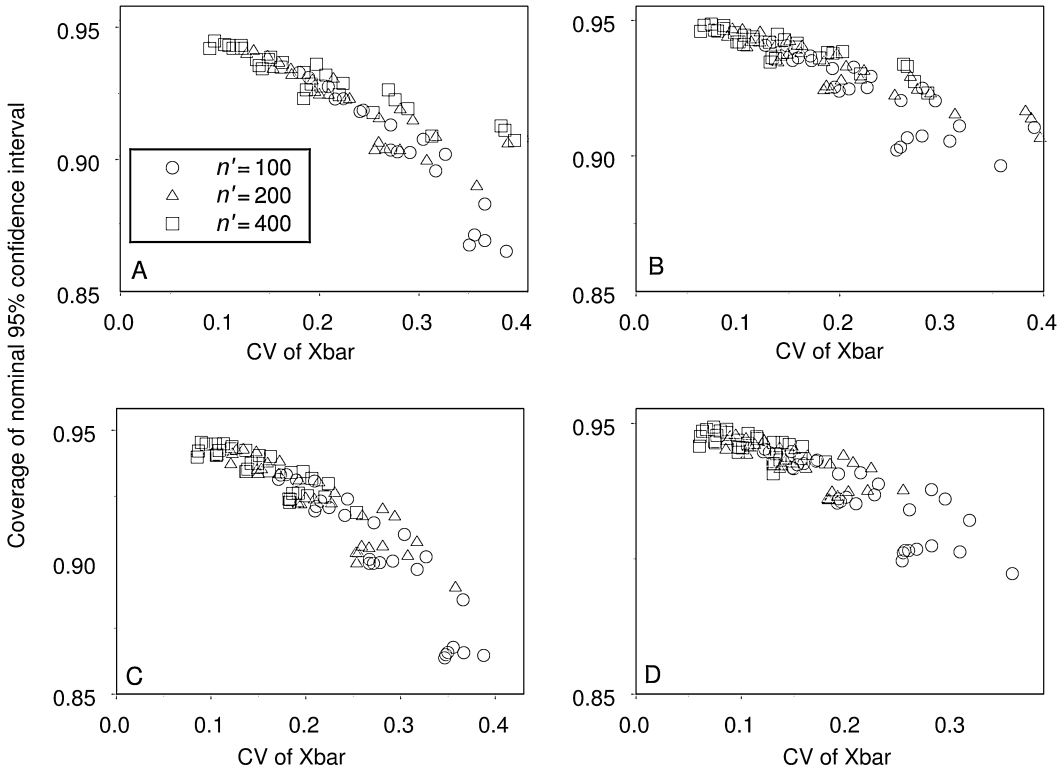 Coverage of nominal 95% confidence interval
0.95
0.90
0.85
n′= 100
n′= 200
n′= 400
A
0.0 0.1 0.2 0.3 0.4
CV of Xbar
0.95
0.90
0.85
B
0.0 0.1 0.2 0.3 0.4
CV of Xbar
0.95
0.90
0.85
C
0.0 0.1 0.2 0.3 0.4
CV of Xbar
0.95
0.90
0.85
D
0.0 0.1 0.2 0.3
CV of Xbar